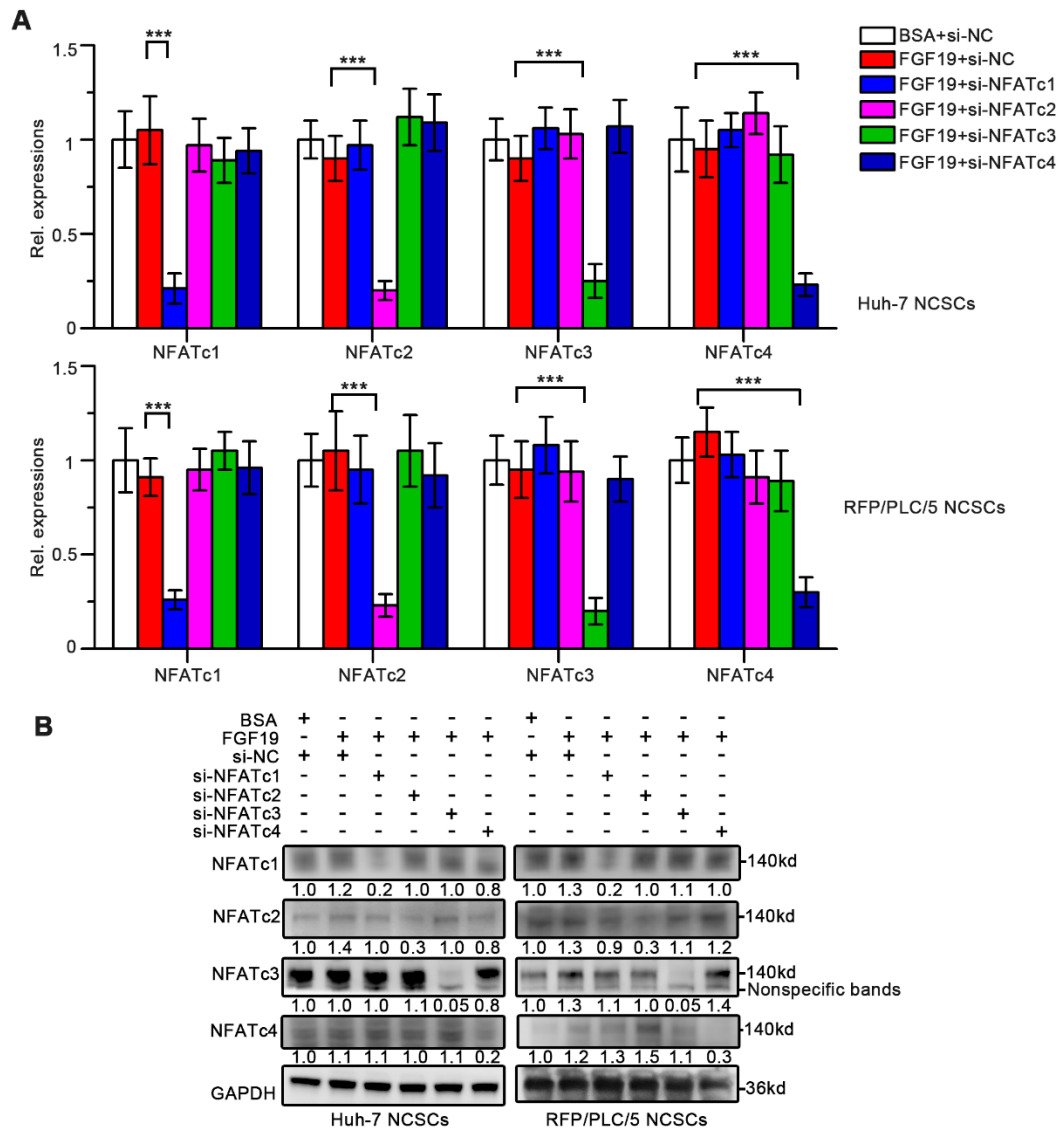 A
BSA+si-NC
FGF19+si-NC
FGF19+si-NFATc1
FGF19+si-NFATc2
FGF19+si-NFATc3
FGF19+si-NFATc4
Rel. expressions
1.5
1
0.5
0
*** *** *** ***
NFATc1 NFATc2 NFATc3 NFATc4
Huh-7 NCSCs
Rel. expressions
1.5
1
0.5
0
*** *** *** ***
NFATc1 NFATc2 NFATc3 NFATc4
RFP/PLC/5 NCSCs
B
BSA + - - - - - + - - - - -
FGF19 - + + + + + - + + + + +
si-NC + + - - - - + + - - - -
si-NFATc1 - - + - - - - - + - - -
si-NFATc2 - - - + - - - - - + - -
si-NFATc3 - - - - + - - - - - + -
si-NFATc4 - - - - - + - - - - - +
NFATc1 -140kd
1.0 1.2 0.2 1.0 1.0 0.8 1.0 1.3 0.2 1.0 1.1 1.0
NFATc2 -140kd
1.0 1.4 1.0 0.3 1.0 0.8 1.0 1.3 0.9 0.3 1.1 1.2
NFATc3 -140kd
Nonspecific bands
1.0 1.0 1.0 1.1 0.05 0.8 1.0 1.3 1.1 1.0 0.05 1.4
NFATc4 -140kd
1.0 1.1 1.1 1.0 1.1 0.2 1.0 1.2 1.3 1.5 1.1 0.3
GAPDH -36kd
Huh-7 NCSCs RFP/PLC/5 NCSCs